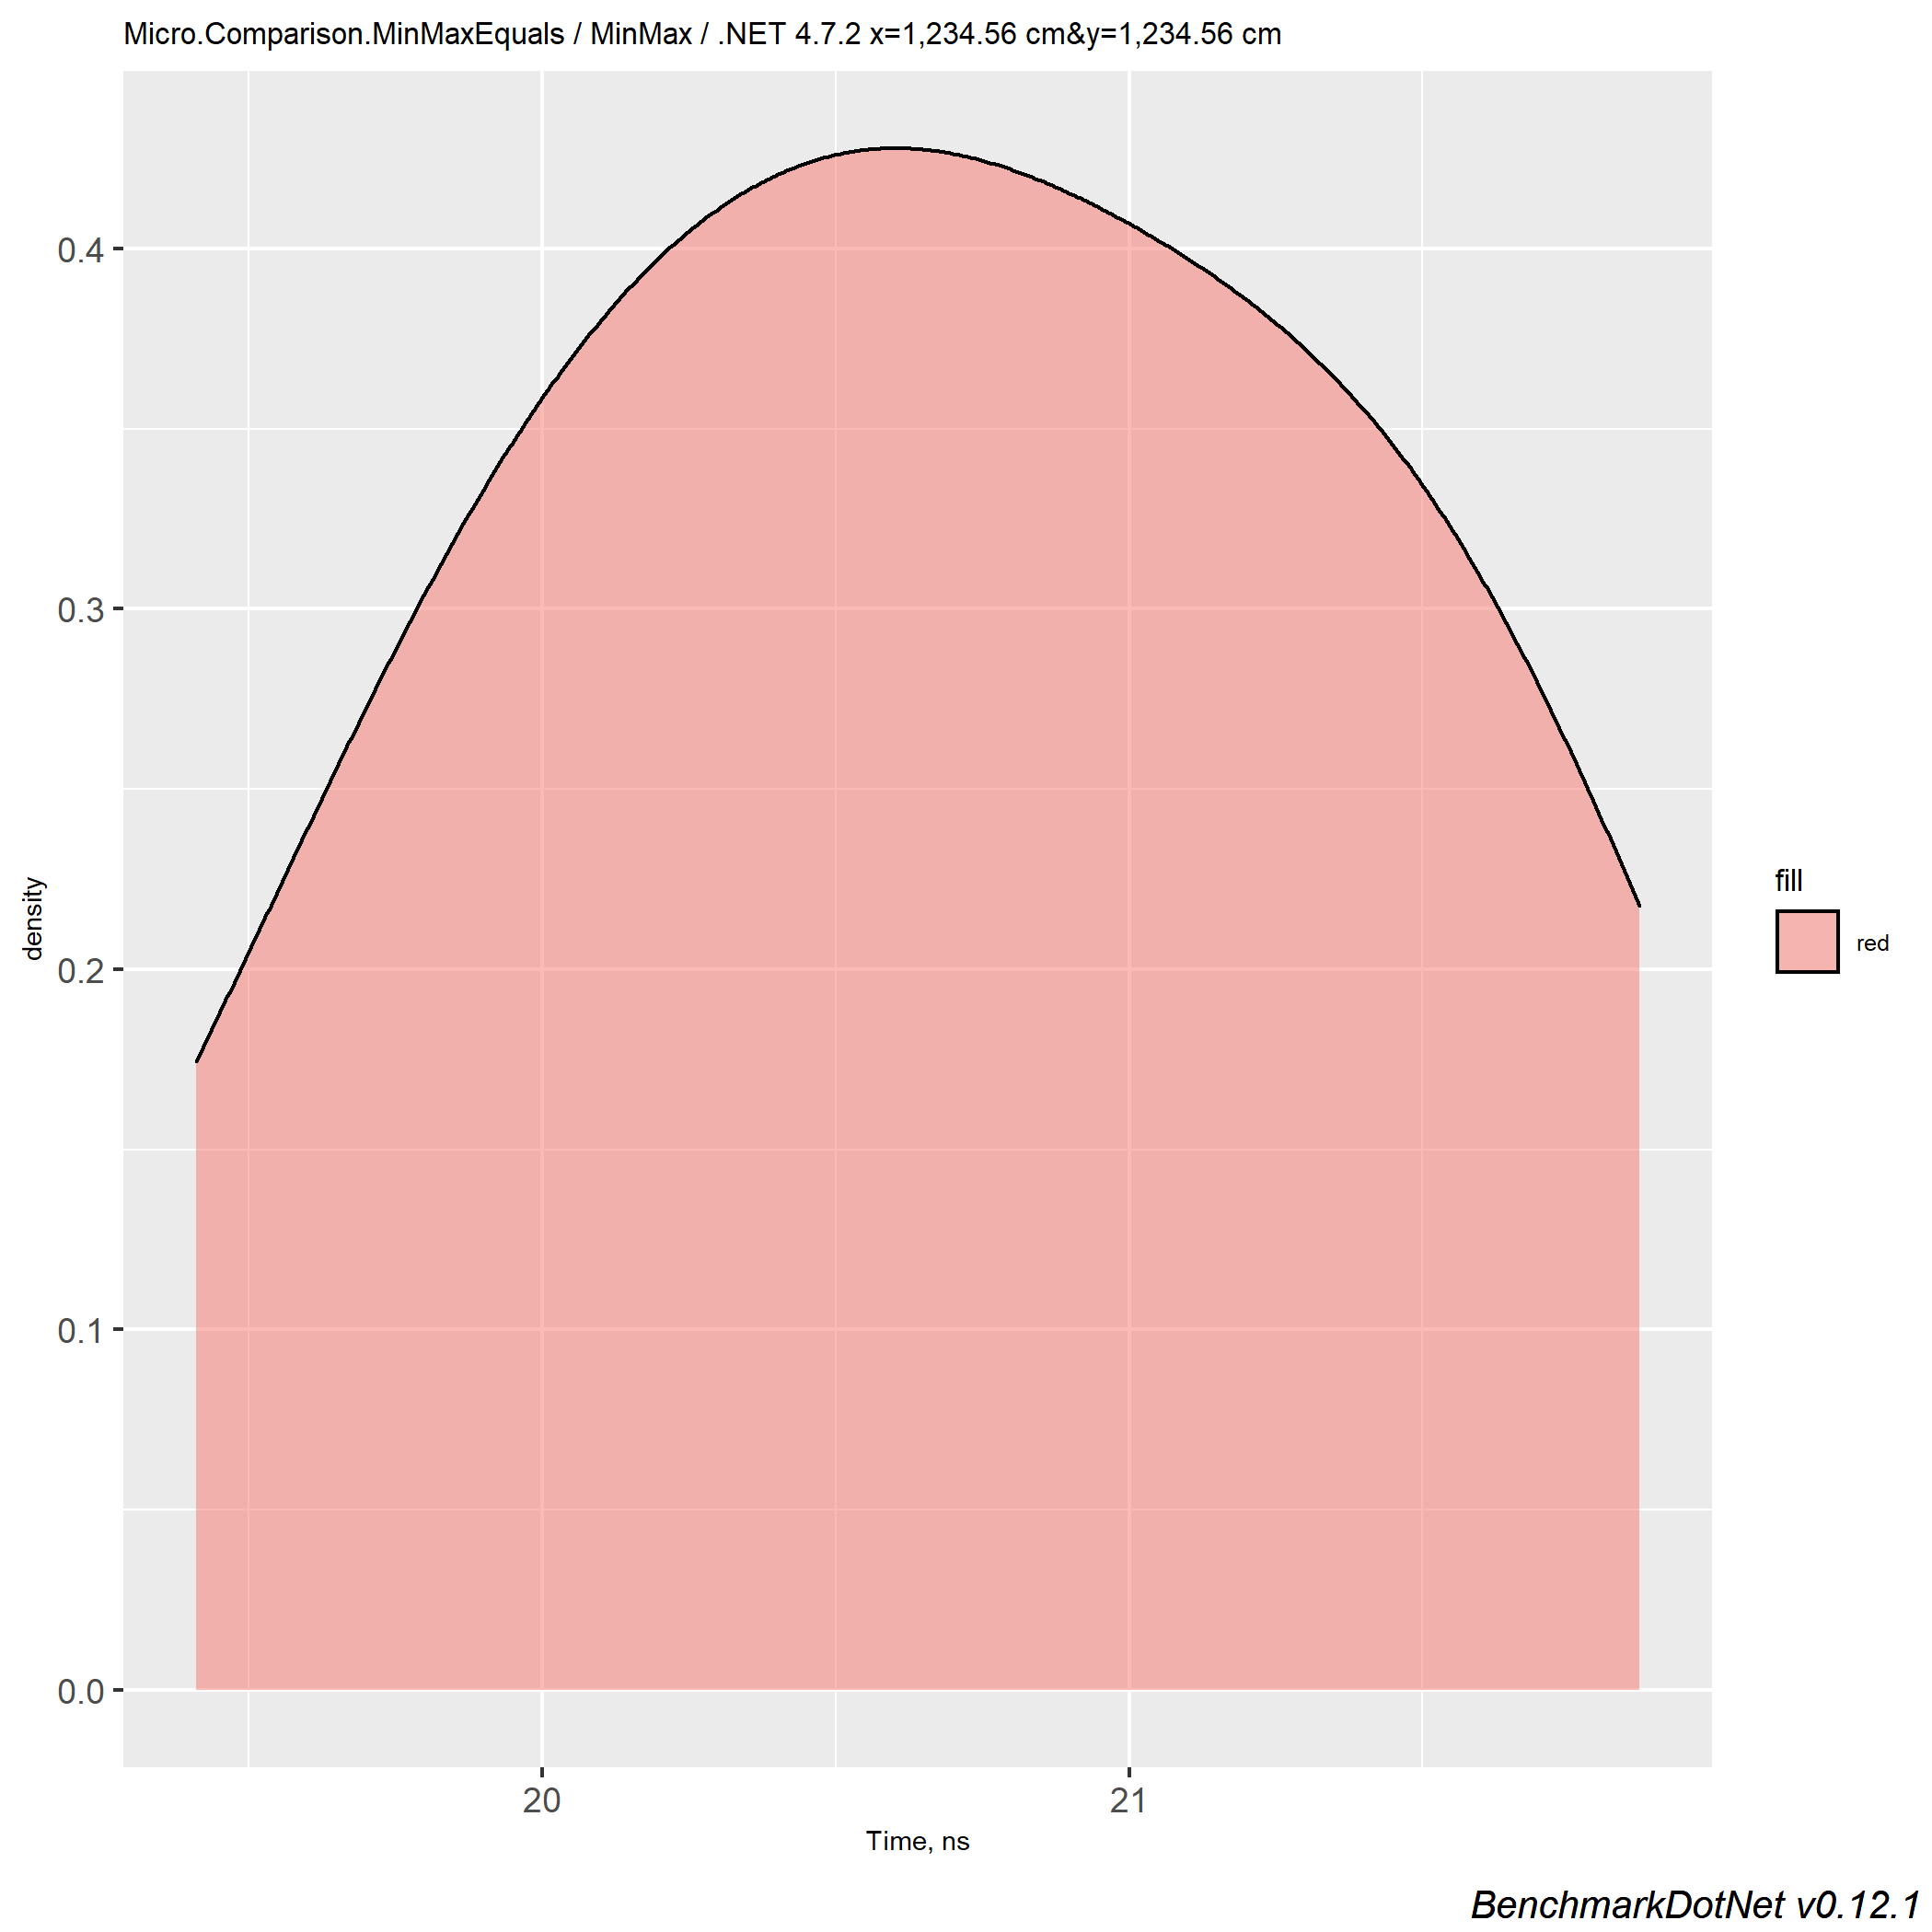 Micro.Comparison.MinMaxEquals / MinMax / .NET 4.7.2 x=1,234.56 cm&y=1,234.56 cm
0.4
0.3
0.2
0.1
0.0
density
20
21
Time, ns
fill
red
BenchmarkDotNet v0.12.1